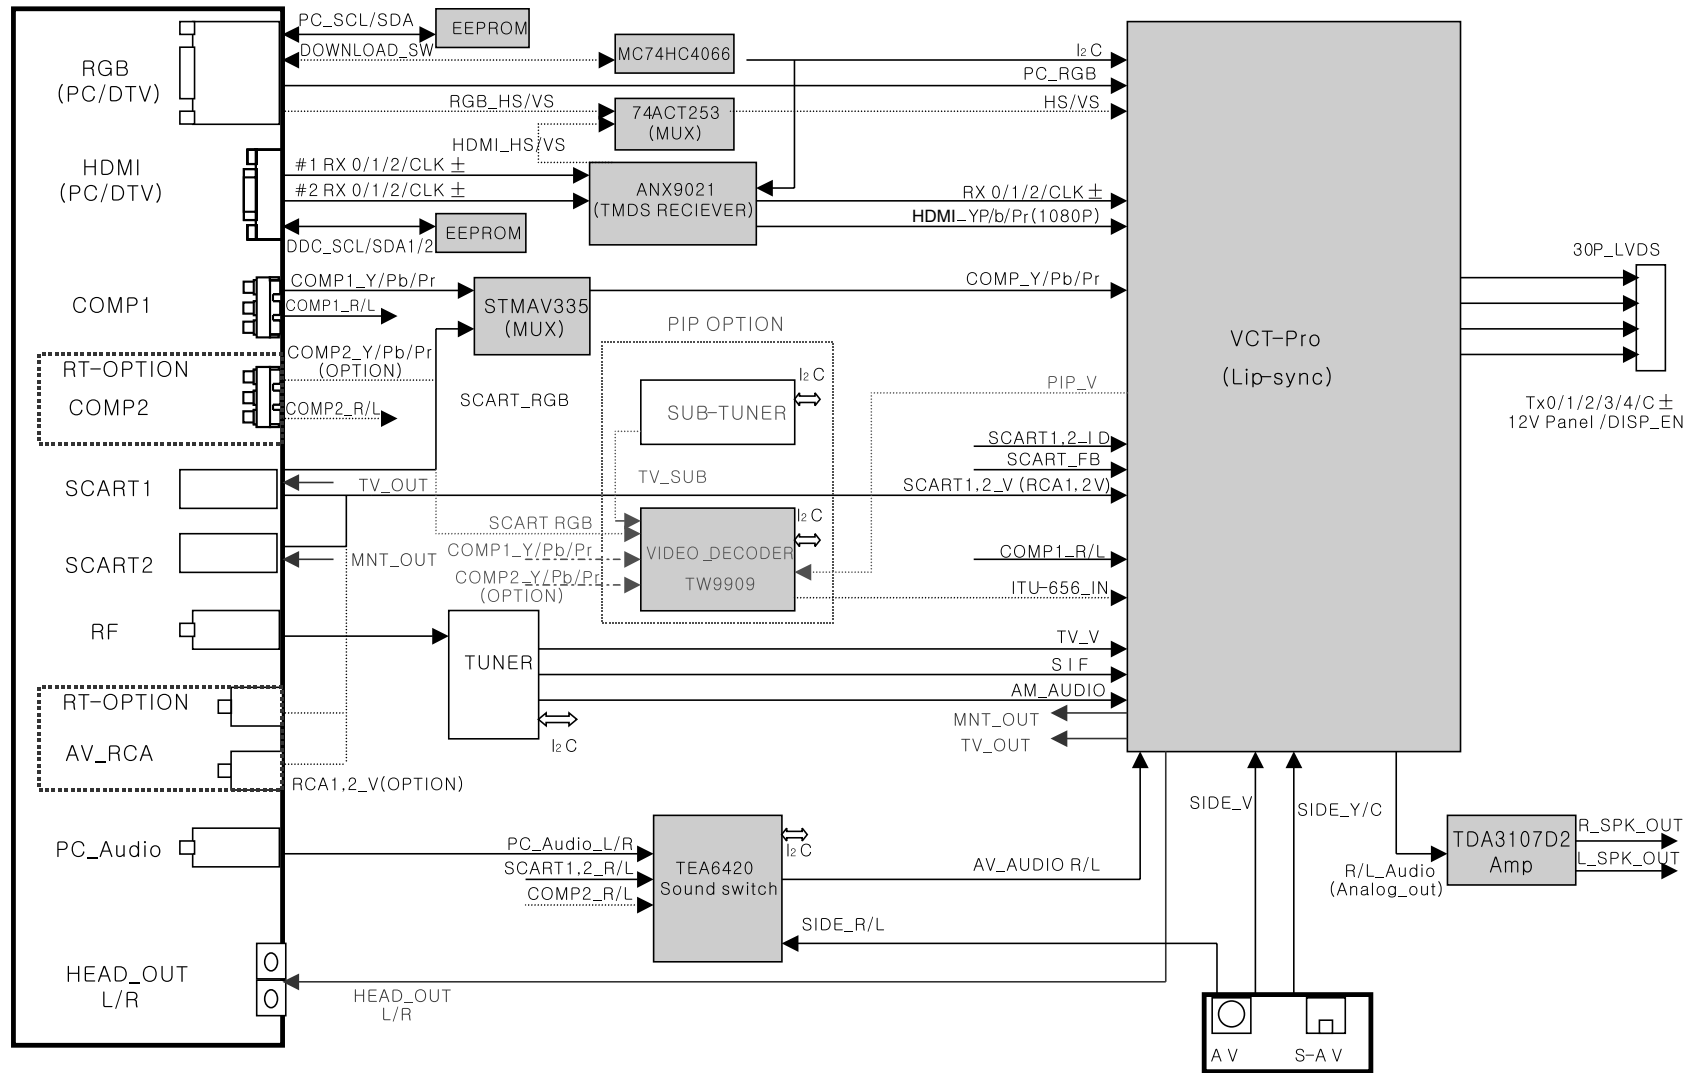 PC_SCL/SDA
EEPROM
DOWNLOAD_SW
MC74HC4066
I2C
RGB
(PC/DTV)
PC_RGB
RGB_HS/VS
74ACT253
(MUX)
HS/VS
HDMI_HS/VS
HDMI
(PC/DTV)
#1 RX 0/1/2/CLK ±
#2 RX 0/1/2/CLK ±
ANX9021
(TMDS RECIEVER)
RX 0/1/2/CLK ±
HDMI_YP/b/Pr(1080P)
DDC_SCL/SDA1/2
EEPROM
30P_LVDS
COMP1
COMP1_Y/Pb/Pr
COMP1_R/L
STMAV335
(MUX)
COMP_Y/Pb/Pr
PIP OPTION
VCT-Pro
(Lip-sync)
RT-OPTION
COMP2
COMP2_Y/Pb/Pr
(OPTION)
COMP2_R/L
SCART_RGB
SUB-TUNER
I2C
PIP_V
Tx0/1/2/3/4/C±
12V Panel /DISP_EN
SCART1,2_ID
SCART_FB
SCART1
TV_OUT
TV_SUB
SCART1,2_V (RCA1,2V)
I2C
SCART RGB
SCART2
MNT_OUT
COMP1_Y/Pb/Pr
COMP2_Y/Pb/Pr
(OPTION)
VIDEO_DECODER
TW9909
COMP1_R/L
ITU-656_IN
RF
TUNER
TV_V
SIF
AM_AUDIO
I2C
MNT_OUT
TV_OUT
RT-OPTION
AV_RCA
RCA1,2_V(OPTION)
SIDE_V
SIDE_Y/C
PC_Audio
PC_Audio_L/R
SCART1,2_R/L
COMP2_R/L
TEA6420
Sound switch
I2C
AV_AUDIO R/L
R/L_Audio
(Analog_out)
TDA3107D2
Amp
R_SPK_OUT
L_SPK_OUT
SIDE_R/L
HEAD_OUT
L/R
HEAD_OUT
L/R
AV
S-AV